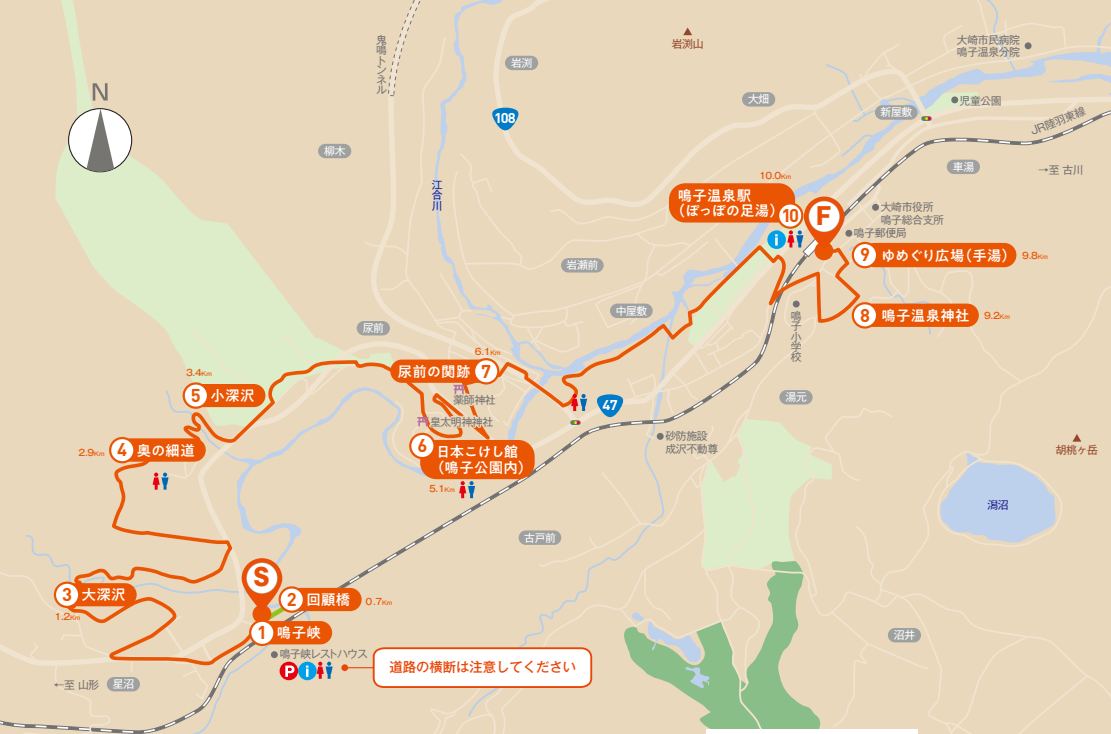 N
鬼鳴トンネル
岩渕
108
岩渕山
大崎市民病院
鳴子温泉分院
大畑
新屋敷
児童公園
JR陸羽東線
→至 古川
車湯
柳木
江合川
10.0Km
鳴子温泉駅
(ぽっぽの足湯)
10
F
i
大崎市役所
鳴子総合支所
鳴子郵便局
9 ゆめぐり広場(手湯) 9.8Km
8 鳴子温泉神社 9.2Km
鳴子小学校
岩瀬前
中屋敷
尿前
6.1Km
尿前の関跡 7
薬師神社
皇太明神神社
6 日本こけし館
(鳴子公園内)
5.1Km
47
3.4Km
5 小深沢
2.9Km 4 奥の細道
湯元
砂防施設
成沢不動尊
胡桃ヶ岳
潟沼
古戸前
S
3 大深沢
1.2Km
2 回顧橋 0.7Km
1 鳴子峡
鳴子峡レストハウス
P i
道路の横断は注意してください
沼井
←至 山形
星沼